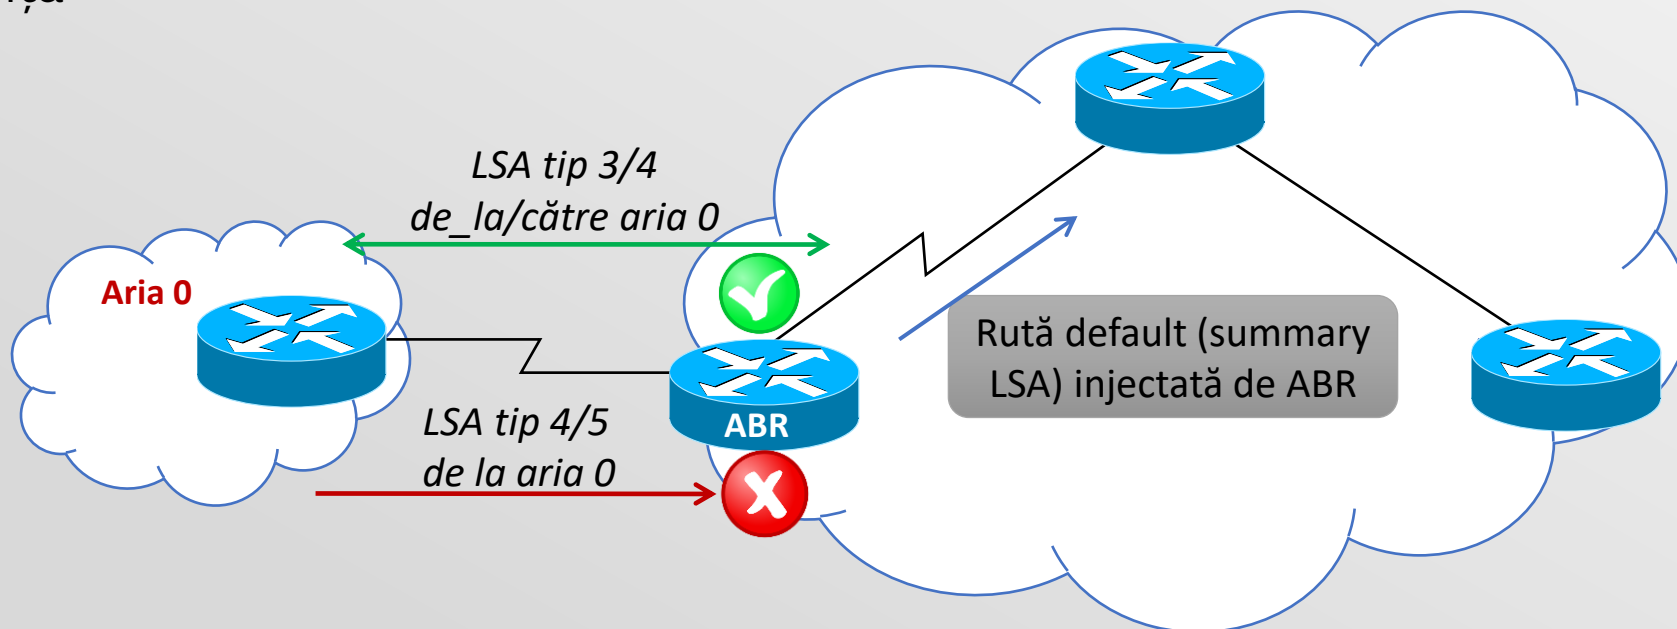 LSA tip 3/4
de_la/către aria 0
Aria 0
Rută default (summary
LSA) injectată de ABR
ABR
LSA tip 4/5
de la aria 0